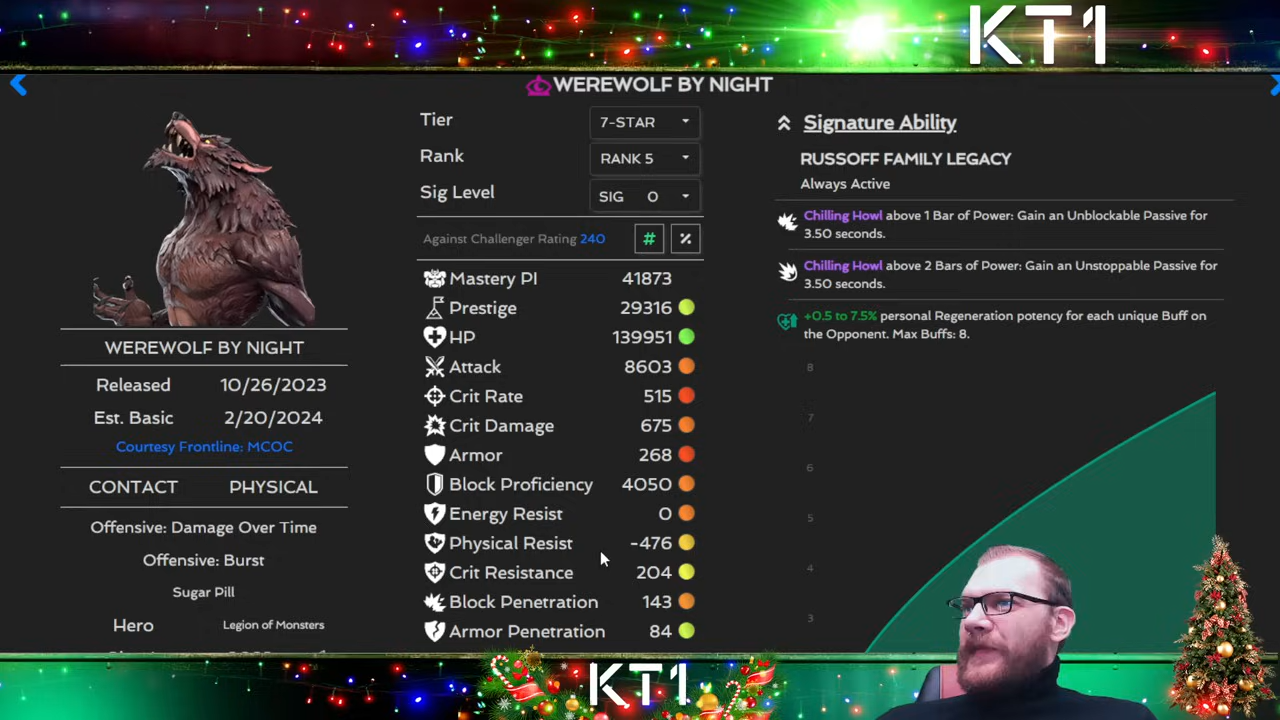 KT1
WEREWOLF BY NIGHT
WEREWOLF BY NIGHT
Released 10/26/2023
Est. Basic 2/20/2024
Courtesy Frontline: MCOC
CONTACT PHYSICAL
Offensive: Damage Over Time
Offensive: Burst
Sugar Pill
Hero Legion of Monsters
Tier 7-STAR
Rank RANK 5
Sig Level SIG 0
Against Challenger Rating 240 # %
Mastery PI 41873
Prestige 29316
HP 139951
Attack 8603
Crit Rate 515
Crit Damage 675
Armor 268
Block Proficiency 4050
Energy Resist 0
Physical Resist -476
Crit Resistance 204
Block Penetration 143
Armor Penetration 84
Signature Ability
RUSSOFF FAMILY LEGACY
Always Active
Chilling Howl above 1 Bar of Power: Gain an Unblockable Passive for
3.50 seconds.
Chilling Howl above 2 Bars of Power: Gain an Unstoppable Passive for
3.50 seconds.
+0.5 to 7.5% personal Regeneration potency for each unique Buff on
the Opponent. Max Buffs: 8.
8
7
6
5
4
3
KT1